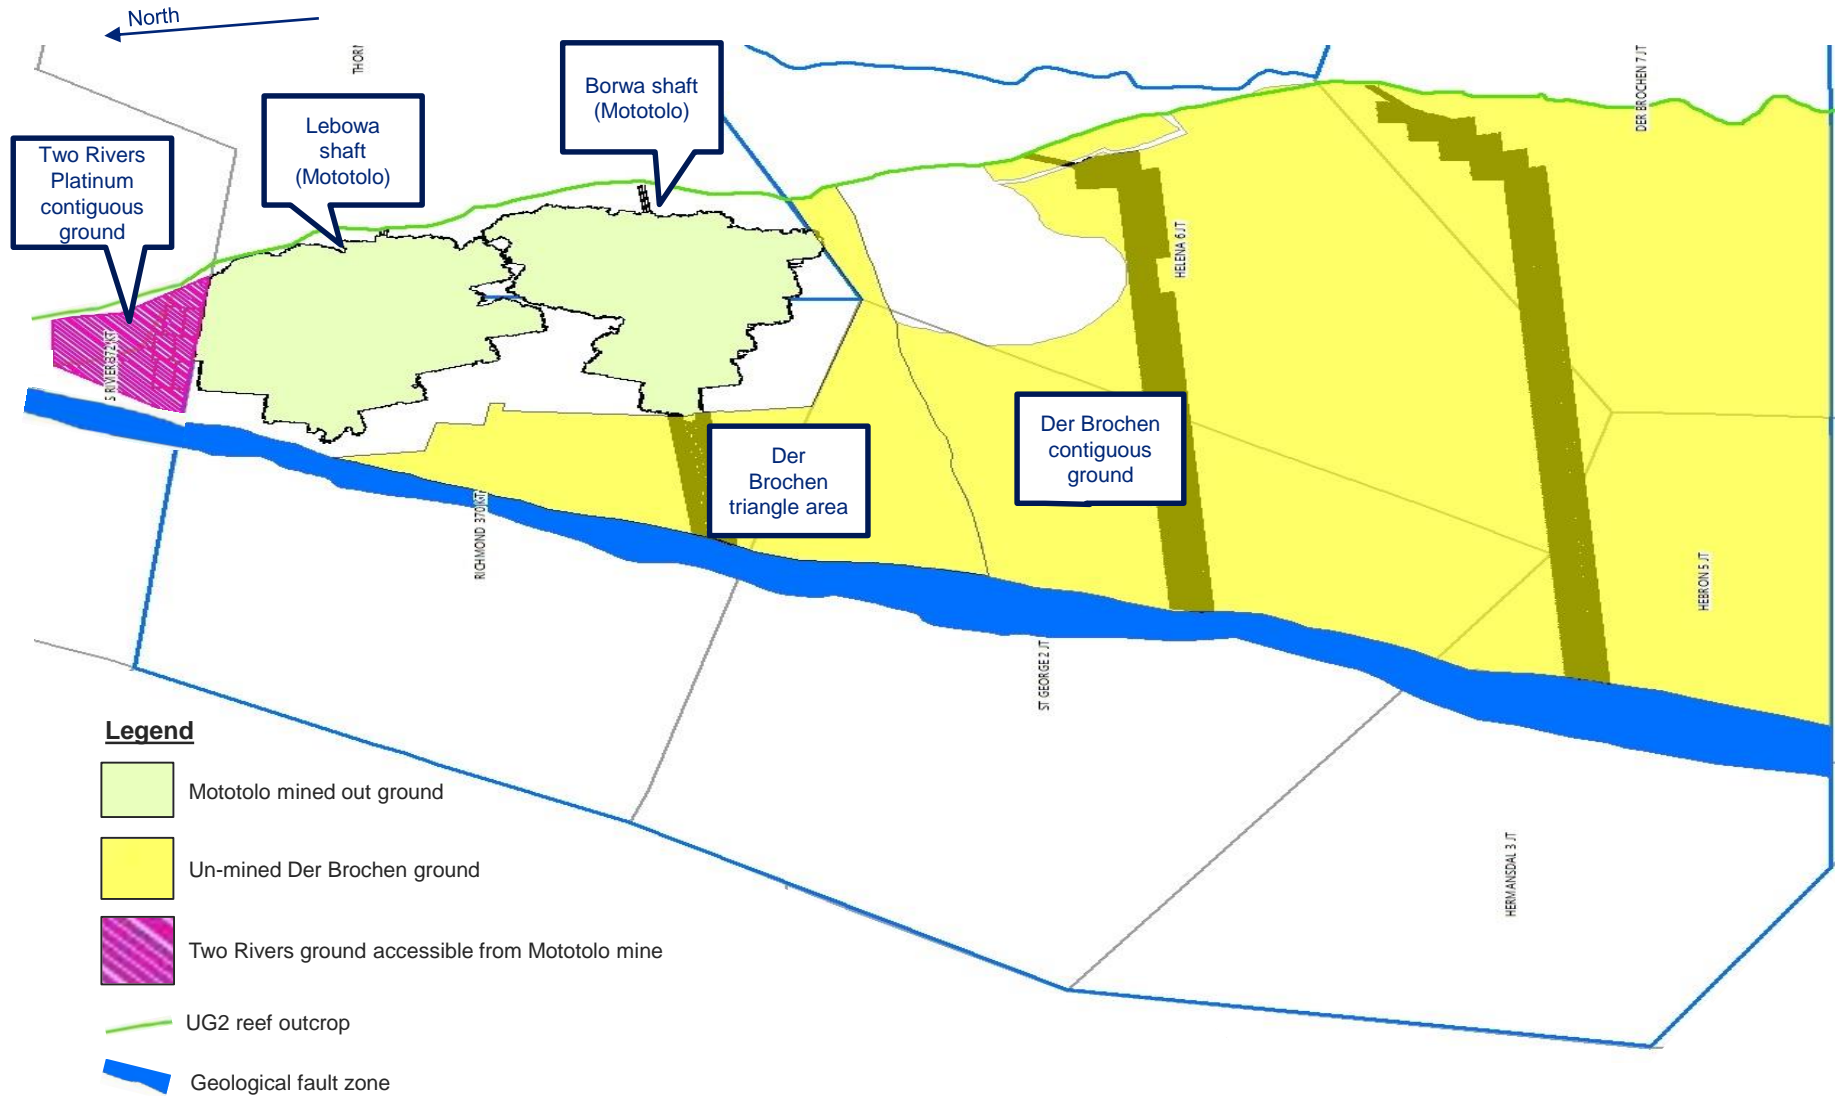 North
THORN
Two Rivers
Platinum
contiguous
ground
Lebowa
shaft
(Mototolo)
Borwa shaft
(Mototolo)
DER BROCHEN 7 JT
HELENA 6 JT
Der Brochen
contiguous
ground
Der
Brochen
triangle area
RICHMOND 370 KT
ST GEORGE 2 JT
HEBRON 5 JT
HERMANSDAL 3 JT
Legend
Mototolo mined out ground
Un-mined Der Brochen ground
Two Rivers ground accessible from Mototolo mine
UG2 reef outcrop
Geological fault zone